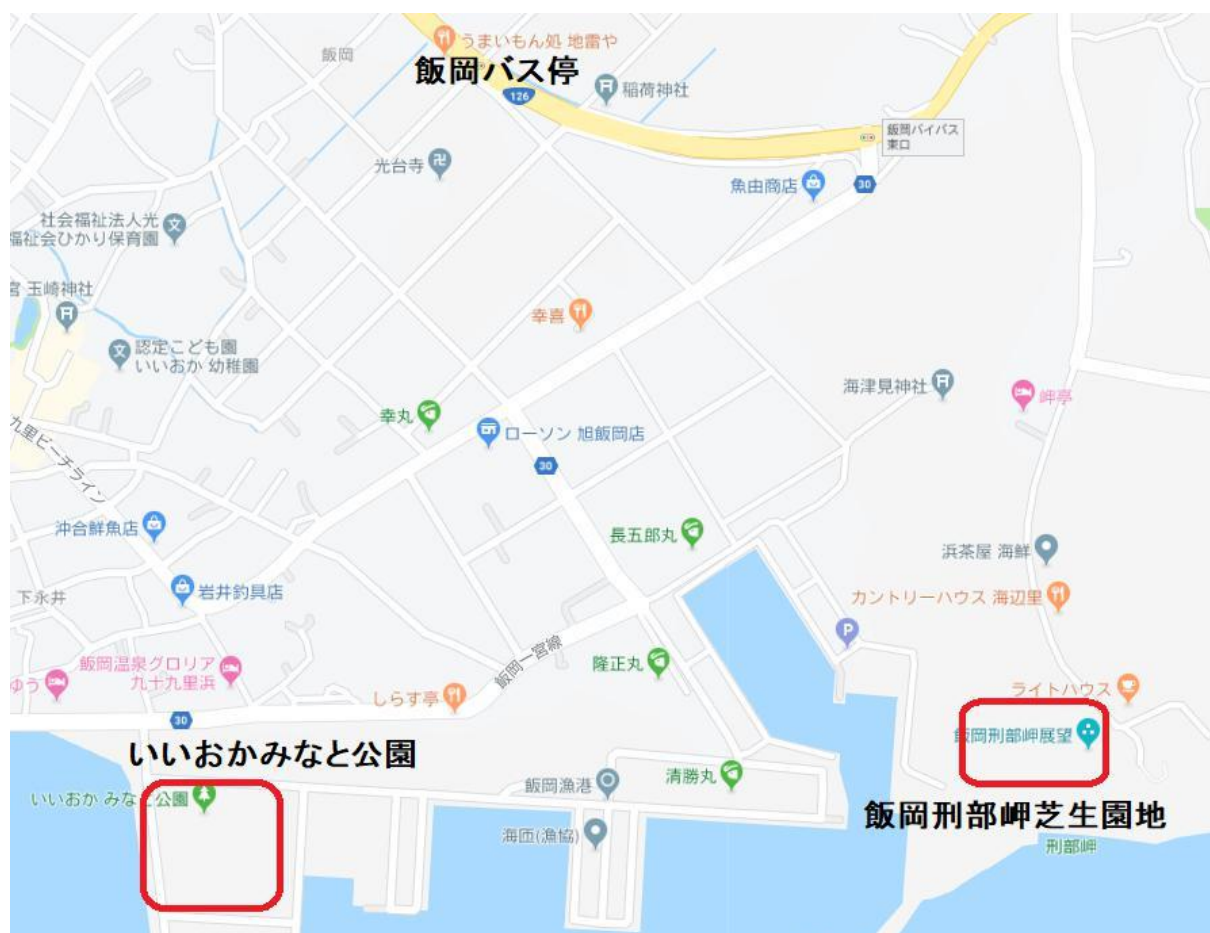 うまいもん処 地雷や
飯岡
飯岡バス停
126
稲荷神社
飯岡バイパス
東口
光台寺
魚由商店
30
社会福祉法人光
福祉会ひかり保育園
宮 玉崎神社
幸喜
認定こども園
いいおか 幼稚園
海津見神社
岬亭
幸丸
ローソン 旭飯岡店
九里ビーチライン
30
沖合鮮魚店
長五郎丸
浜茶屋 海鮮
下永井
岩井釣具店
カントリーハウス 海辺里
P
飯岡一宮線
飯岡温泉グロリア
九十九里浜
隆正丸
ゆう
しらす亭
ライトハウス
30
飯岡刑部岬展望
いいおかみなと公園
清勝丸
飯岡漁港
いいおか みなと公園
飯岡刑部岬芝生園地
海匝(漁協)
刑部岬